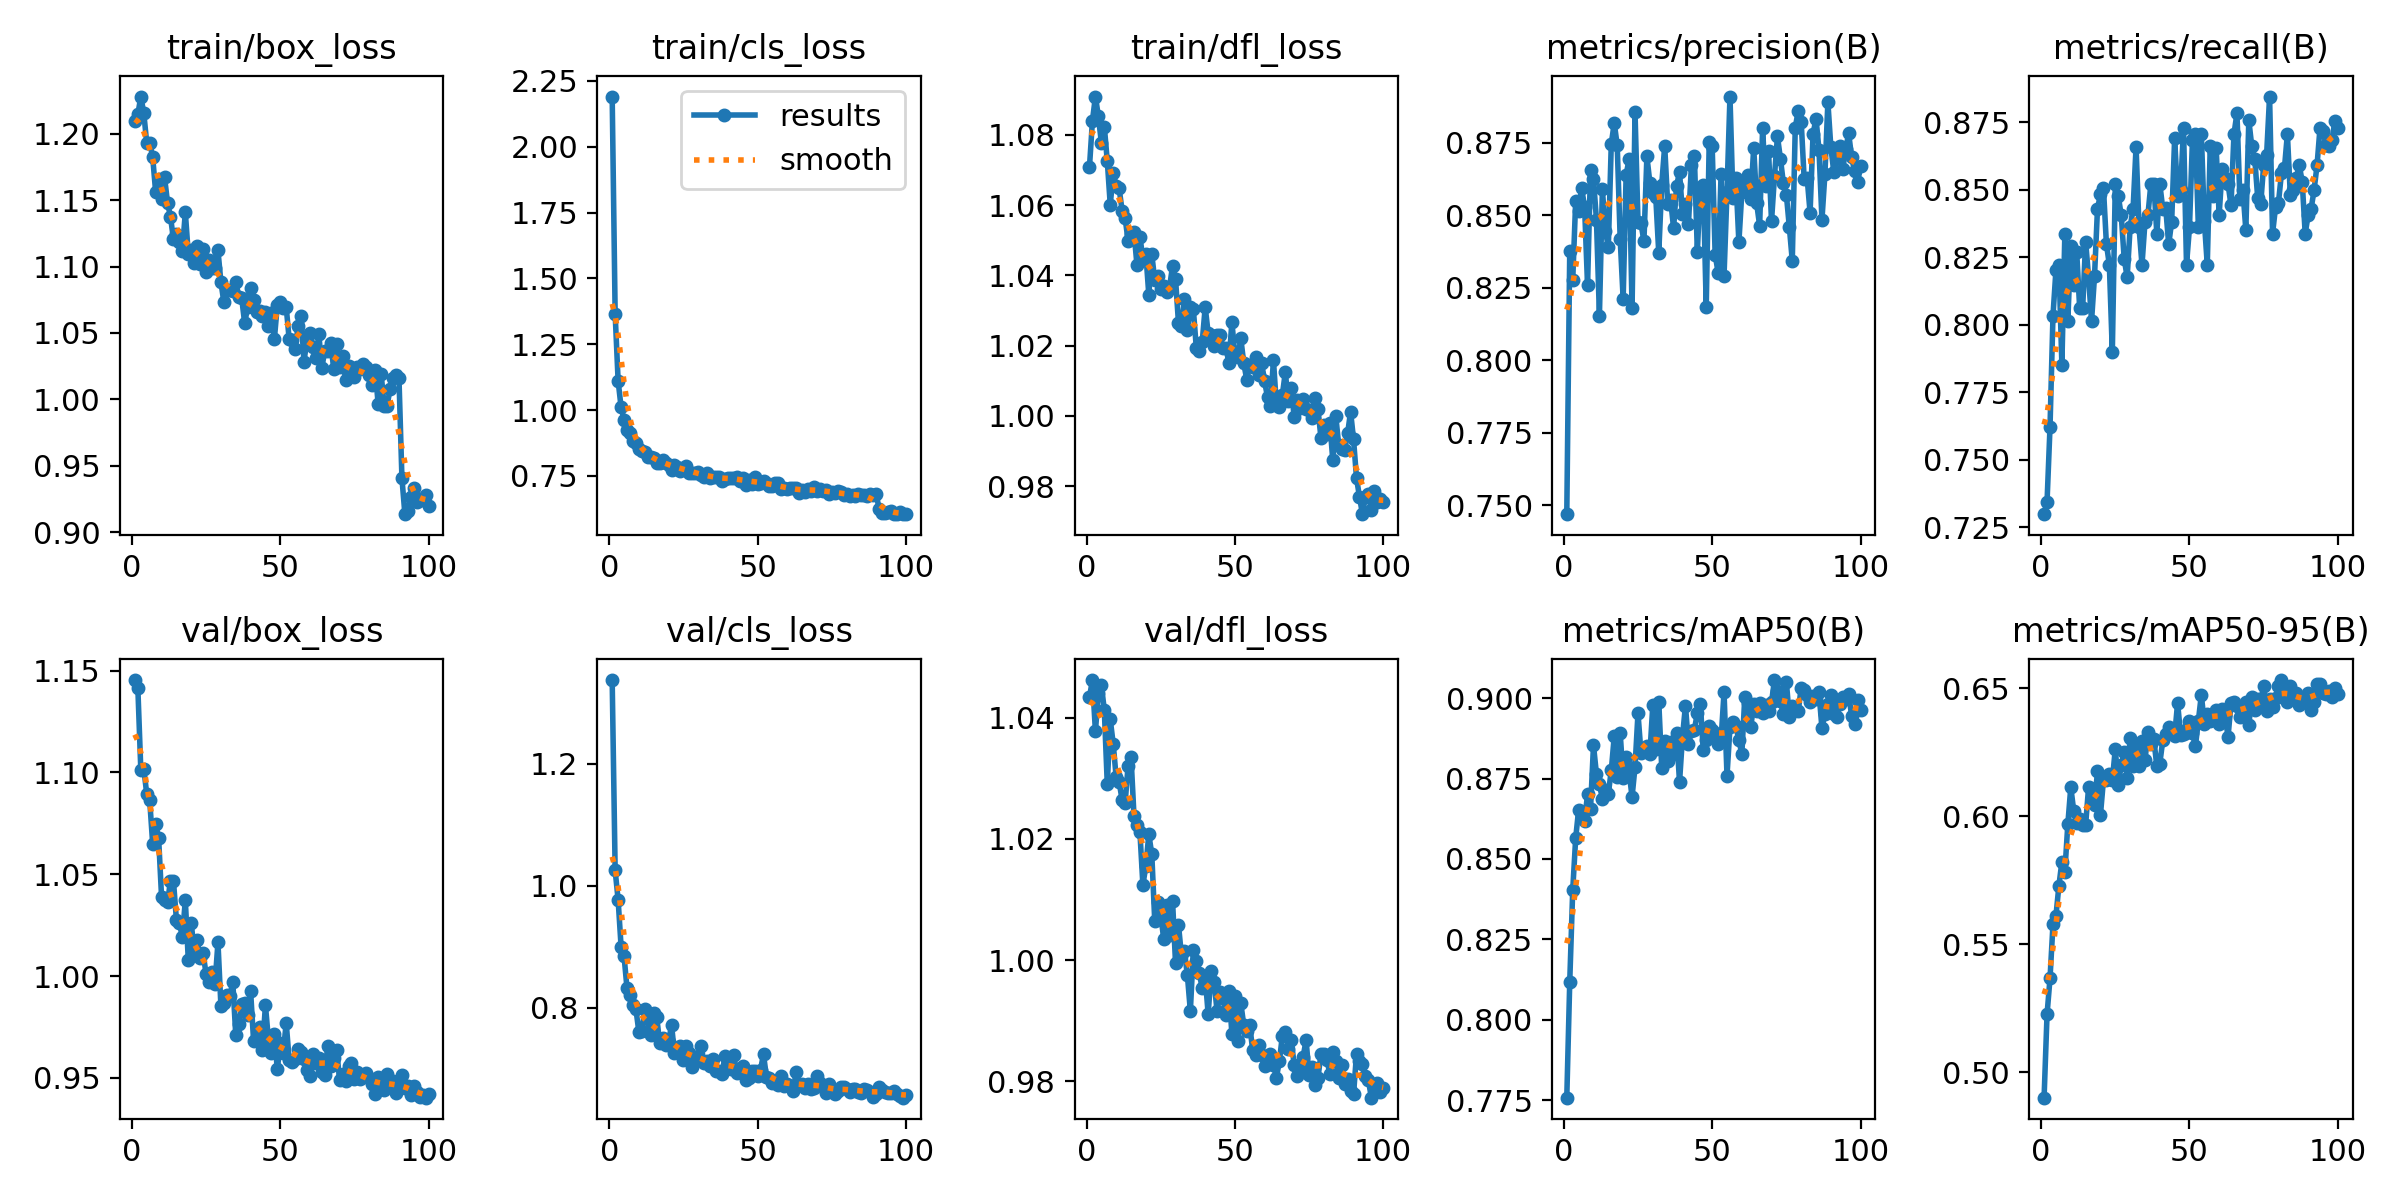 train/box_loss
1.20
1.15
1.10
1.05
1.00
0.95
0.90
0 50 100
train/cls_loss
results
smooth
2.25
2.00
1.75
1.50
1.25
1.00
0.75
0 50 100
train/dfl_loss
1.08
1.06
1.04
1.02
1.00
0.98
0 50 100
metrics/precision(B)
0.875
0.850
0.825
0.800
0.775
0.750
0 50 100
metrics/recall(B)
0.875
0.850
0.825
0.800
0.775
0.750
0.725
0 50 100
val/box_loss
1.15
1.10
1.05
1.00
0.95
0 50 100
val/cls_loss
1.2
1.0
0.8
0 50 100
val/dfl_loss
1.04
1.02
1.00
0.98
0 50 100
metrics/mAP50(B)
0.900
0.875
0.850
0.825
0.800
0.775
0 50 100
metrics/mAP50-95(B)
0.65
0.60
0.55
0.50
0 50 100